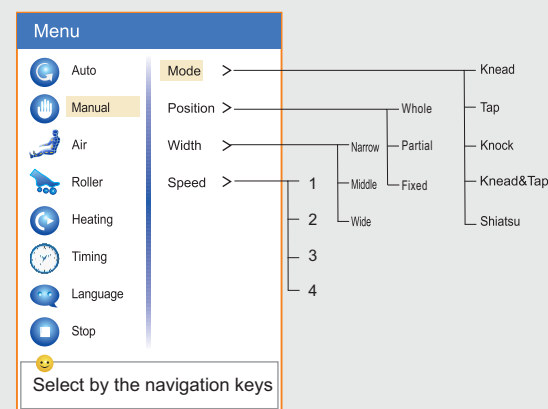 Menu
Auto
Manual
Air
Roller
Heating
Timing
Language
Stop
Mode
Position
Width
Speed
Knead
Tap
Knock
Knead&Tap
Shiatsu
Whole
Partial
Fixed
Narrow
Middle
Wide
1
2
3
4
Select by the navigation keys